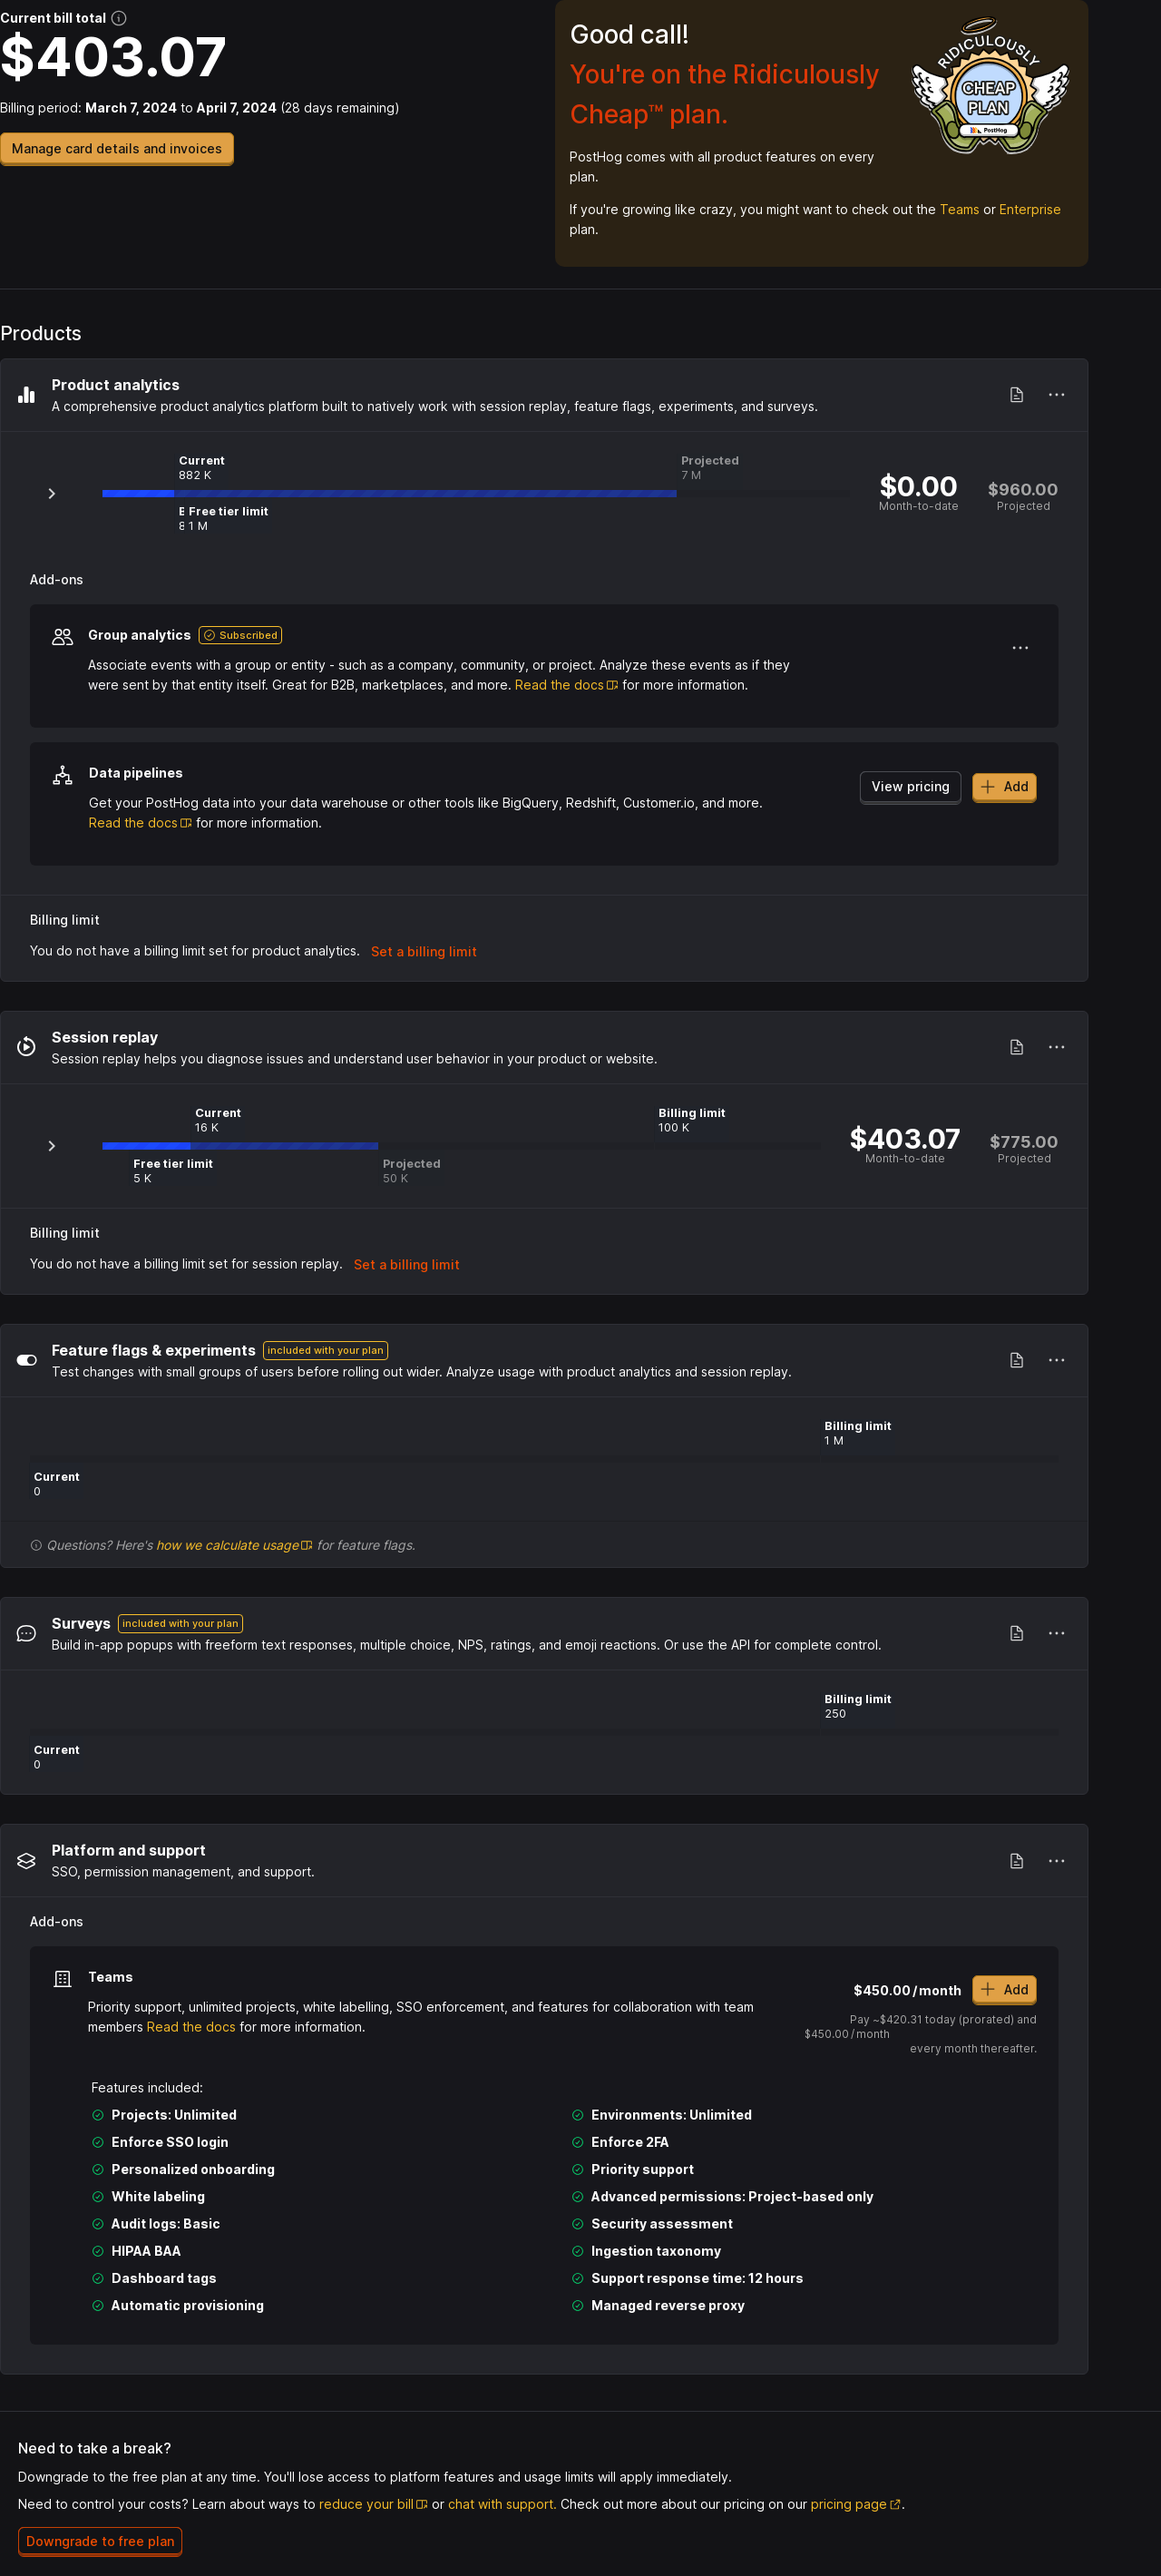 Current bill total
$403.07
Billing period: March 7, 2024 to April 7, 2024 (28 days remaining)
Manage card details and invoices
Good call!
You're on the Ridiculously
Cheap™ plan.
PostHog comes with all product features on every
plan.
If you're growing like crazy, you might want to check out the Teams or Enterprise
plan.
RIDICULOUSLY
CHEAP
PLAN
PostHog
Products
Product analytics
A comprehensive product analytics platform built to natively work with session replay, feature flags, experiments, and surveys.
Current
882 K
Projected
7 M
Free tier limit
1 M
$0.00
Month-to-date
$960.00
Projected
Add-ons
Group analytics Subscribed
Associate events with a group or entity - such as a company, community, or project. Analyze these events as if they
were sent by that entity itself. Great for B2B, marketplaces, and more. Read the docs for more information.
Data pipelines
Get your PostHog data into your data warehouse or other tools like BigQuery, Redshift, Customer.io, and more.
Read the docs for more information.
View pricing
Add
Billing limit
You do not have a billing limit set for product analytics. Set a billing limit
Session replay
Session replay helps you diagnose issues and understand user behavior in your product or website.
Current
16 K
Billing limit
100 K
Free tier limit
5 K
Projected
50 K
$403.07
Month-to-date
$775.00
Projected
Billing limit
You do not have a billing limit set for session replay. Set a billing limit
Feature flags & experiments included with your plan
Test changes with small groups of users before rolling out wider. Analyze usage with product analytics and session replay.
Billing limit
1 M
Current
0
Questions? Here's how we calculate usage for feature flags.
Surveys included with your plan
Build in-app popups with freeform text responses, multiple choice, NPS, ratings, and emoji reactions. Or use the API for complete control.
Billing limit
250
Current
0
Platform and support
SSO, permission management, and support.
Add-ons
Teams
Priority support, unlimited projects, white labelling, SSO enforcement, and features for collaboration with team
members Read the docs for more information.
$450.00/month
Add
Pay ~$420.31 today (prorated) and
$450.00/month
every month thereafter.
Features included:
Projects: Unlimited
Environments: Unlimited
Enforce SSO login
Enforce 2FA
Personalized onboarding
Priority support
White labeling
Advanced permissions: Project-based only
Audit logs: Basic
Security assessment
HIPAA BAA
Ingestion taxonomy
Dashboard tags
Support response time: 12 hours
Automatic provisioning
Managed reverse proxy
Need to take a break?
Downgrade to the free plan at any time. You'll lose access to platform features and usage limits will apply immediately.
Need to control your costs? Learn about ways to reduce your bill or chat with support. Check out more about our pricing on our pricing page.
Downgrade to free plan